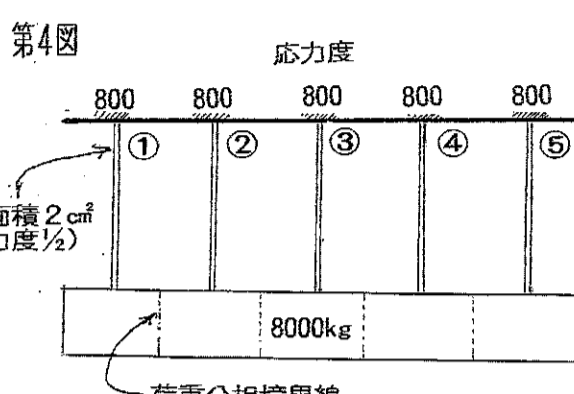 第4図
応力度
800 800 800 800 800
① ② ③ ④ ⑤
面積2c㎡
力度½)
8000kg
荷重分担境界線